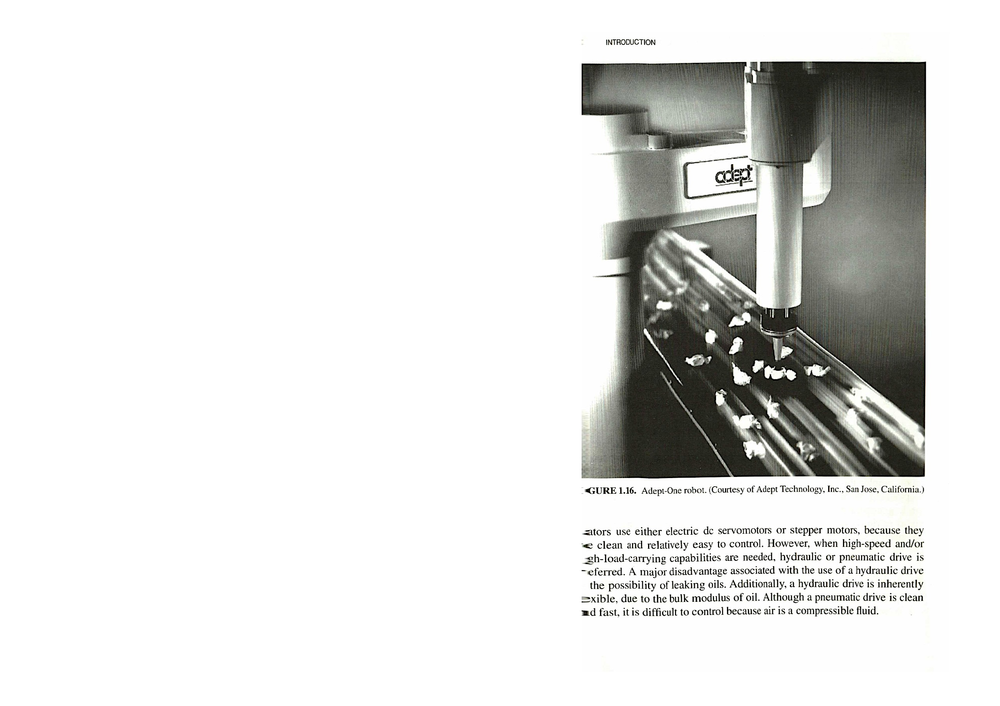 INTRODUCTION
adept
GURE 1.16. Adept-One robot. (Courtesy of Adept Technology, Inc., San Jose, California.)
ators use either electric dc servomotors or stepper motors, because they
e clean and relatively easy to control. However, when high-speed and/or
gh-load-carrying capabilities are needed, hydraulic or pneumatic drive is
eferred. A major disadvantage associated with the use of a hydraulic drive
the possibility of leaking oils. Additionally, a hydraulic drive is inherently
xible, due to the bulk modulus of oil. Although a pneumatic drive is clean
d fast, it is difficult to control because air is a compressible fluid.